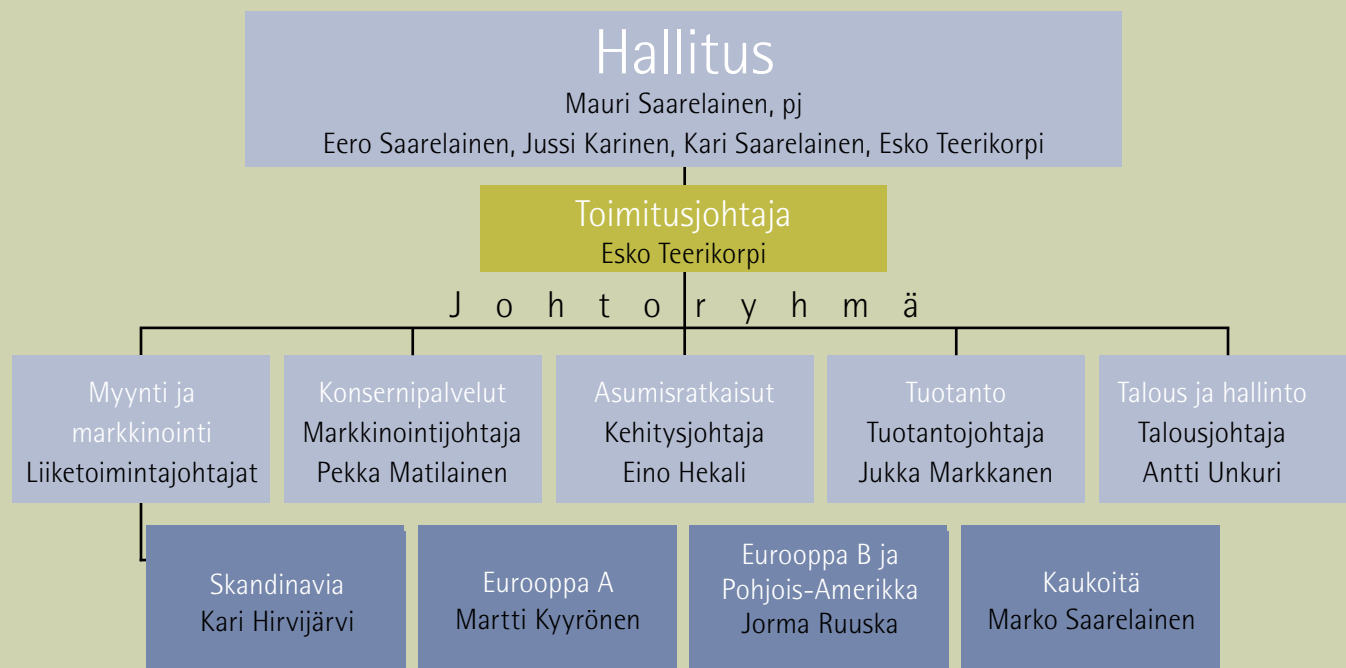 Hallitus
Mauri Saarelainen, pj
Eero Saarelainen, Jussi Karinen, Kari Saarelainen, Esko Teerikorpi
Toimitusjohtaja
Esko Teerikorpi
Johtoryhmä
Myynti ja
markkinointi
Liiketoimintajohtajat
Konsernipalvelut
Markkinointijohtaja
Pekka Matilainen
Asumisratkaisut
Kehitysjohtaja
Eino Hekali
Tuotanto
Tuotantojohtaja
Jukka Markkanen
Talous ja hallinto
Talousjohtaja
Antti Unkuri
Skandinavia
Kari Hirvijärvi
Eurooppa A
Martti Kyyrönen
Eurooppa B ja
Pohjois-Amerikka
Jorma Ruuska
Kaukoitä
Marko Saarelainen